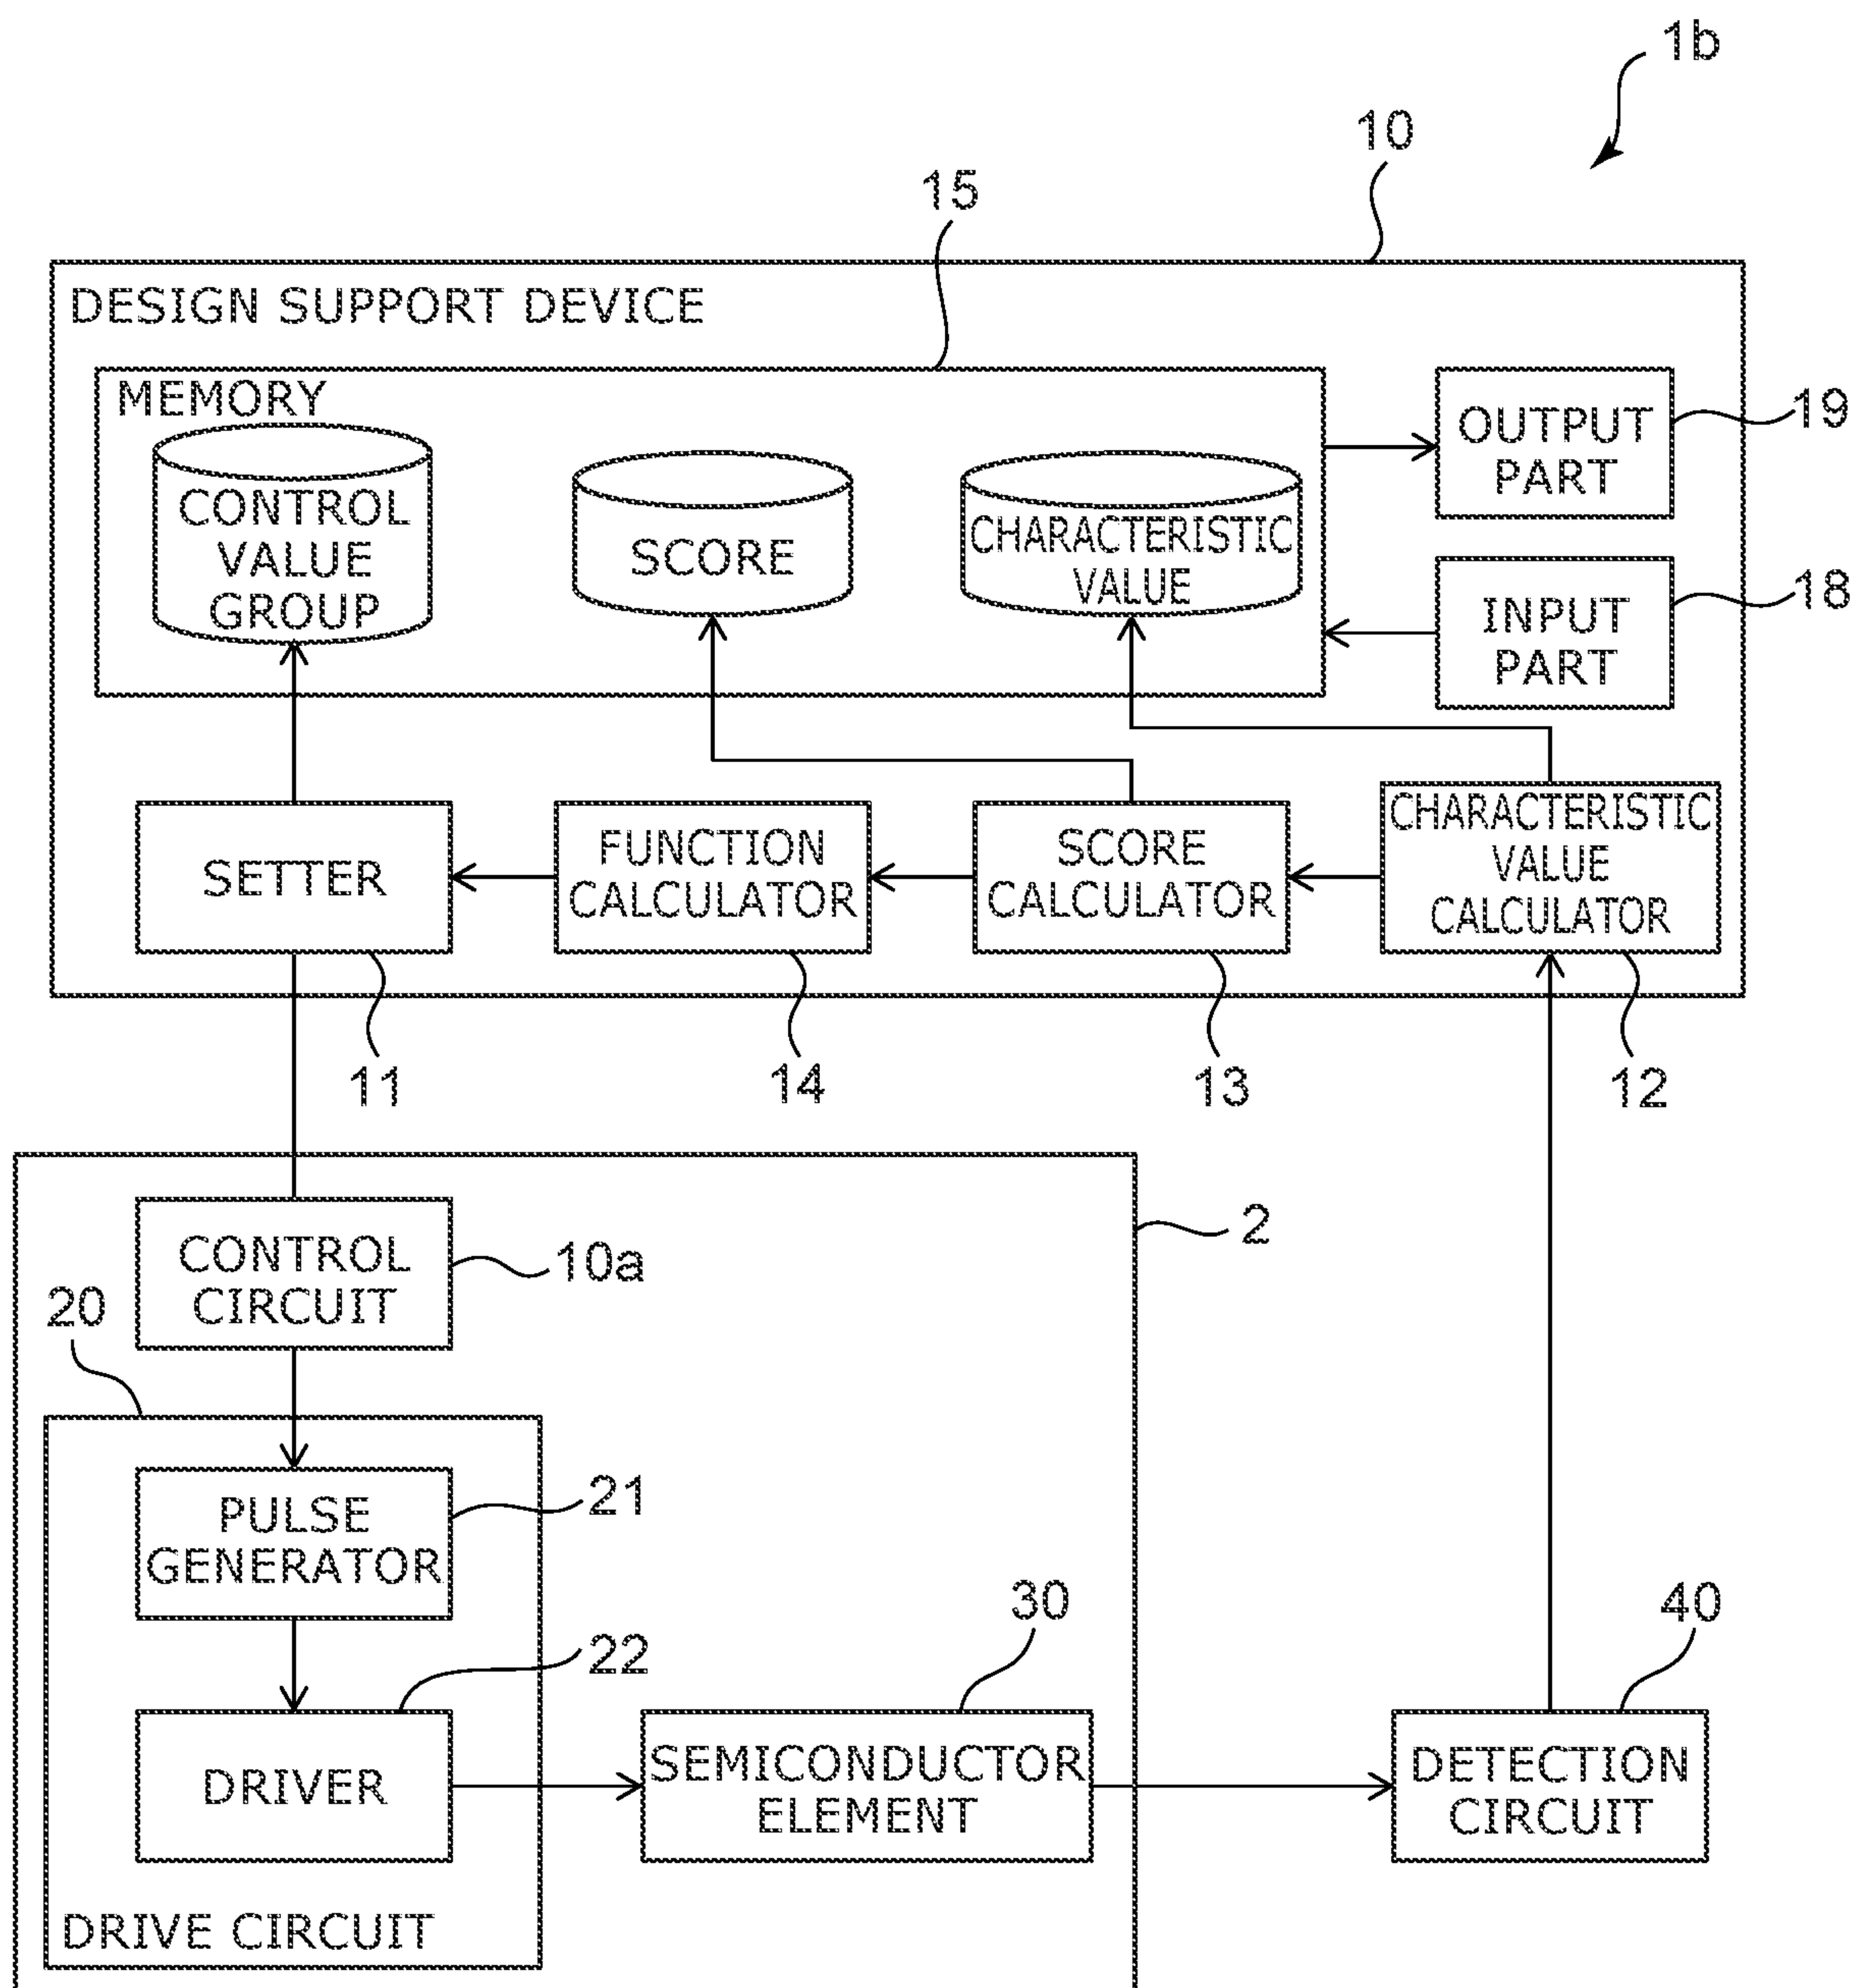 1b
10
15
DESIGN SUPPORT DEVICE
MEMORY
CONTROL
VALUE
GROUP
SCORE
CHARACTERISTIC
VALUE
OUTPUT
PART
19
INPUT
PART
18
SETTER
FUNCTION
CALCULATOR
SCORE
CALCULATOR
CHARACTERISTIC
VALUE
CALCULATOR
11
14
13
12
2
CONTROL
CIRCUIT
10a
20
PULSE
GENERATOR
21
22
30
40
DRIVER
SEMICONDUCTOR
ELEMENT
DETECTION
CIRCUIT
DRIVE CIRCUIT